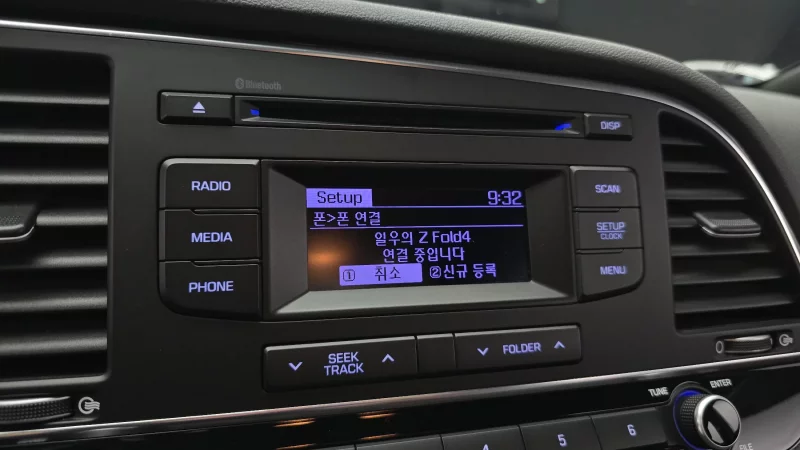 Bluetooth
DISP
RADIO
MEDIA
PHONE
Setup 9:32
폰>폰 연결
일우의 Z Fold4
연결 중입니다
① 취소 ②신규 등록
SCAN
SETUP
CLOCK
MENU
SEEK
TRACK
FOLDER
TUNE
ENTER
4 5 6
FILE